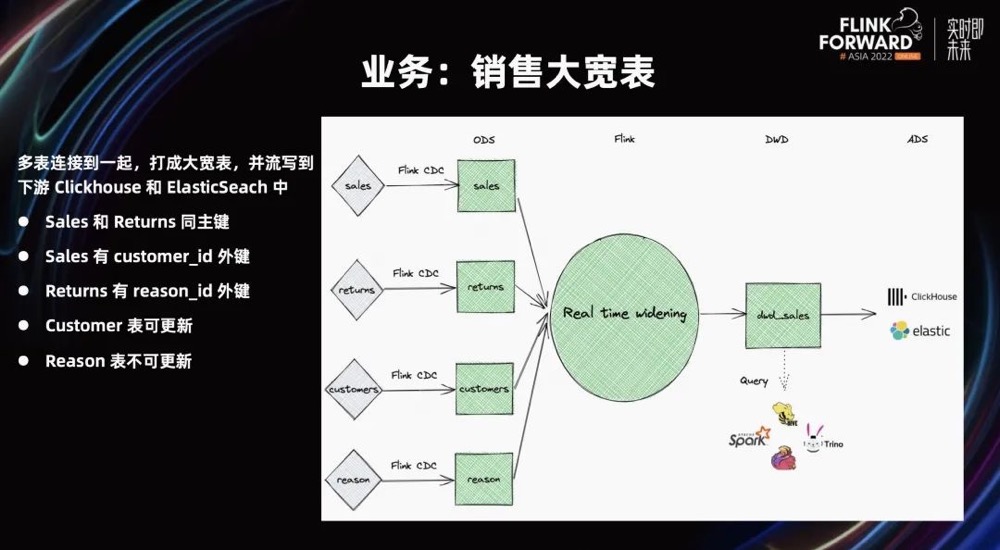 FLINK
FORWARD
# ASIA 2022 ONLINE
实时即
未来
业务：销售大宽表
多表连接到一起，打成大宽表，并流写到
下游 Clickhouse 和 ElasticSeach 中
● Sales 和 Returns 同主键
● Sales 有 customer_id 外键
● Returns 有 reason_id 外键
● Customer 表可更新
● Reason 表不可更新
ODS
Flink
DWD
ADS
sales
Flink CDC
sales
returns
Flink CDC
returns
customers
Flink CDC
customers
reason
Flink CDC
reason
Real time widening
dwd_sales
ClickHouse
elastic
Query
HIVE
APACHE
Spark
Trino